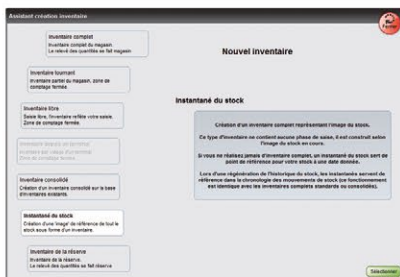 Assistant création inventaire
Fermer
Inventaire complet
Inventaire complet du magasin.
Le relevé des quantités se fait magasin
Nouvel inventaire
Inventaire tournant
Inventaire partiel du magasin, zone de
comptage fermée.
Inventaire libre
Saisie libre, l'inventaire reflète votre saisie.
Zone de comptage fermée.
Instantané du stock
Création d'un inventaire complet représentant l'image du stock.
Ce type d'inventaire ne contient aucune phase de saisie, il est construit selon
l'image du stock en cours.
Si vous ne réalisez jamais d'inventaire complet, un instantané du stock sert de
point de référence pour votre stock à une date donnée.
Lors d'une régénération de l'historique du stock, les instantanés servent de
référence dans la chronologie des mouvements de stock (ce fonctionnement
est identique avec les inventaires complets standards ou consolidés).
Zone de comptage fermée
Inventaire consolidé
Création d'un inventaire consolidé sur la base
d'inventaires existants.
Instantané du stock
Création d'une 'image' de référence de tout le
stock sous forme d'un inventaire.
Inventaire de la réserve
Inventaire de la réserve.
Le relevé des quantités se fait réserve
Sélectionner